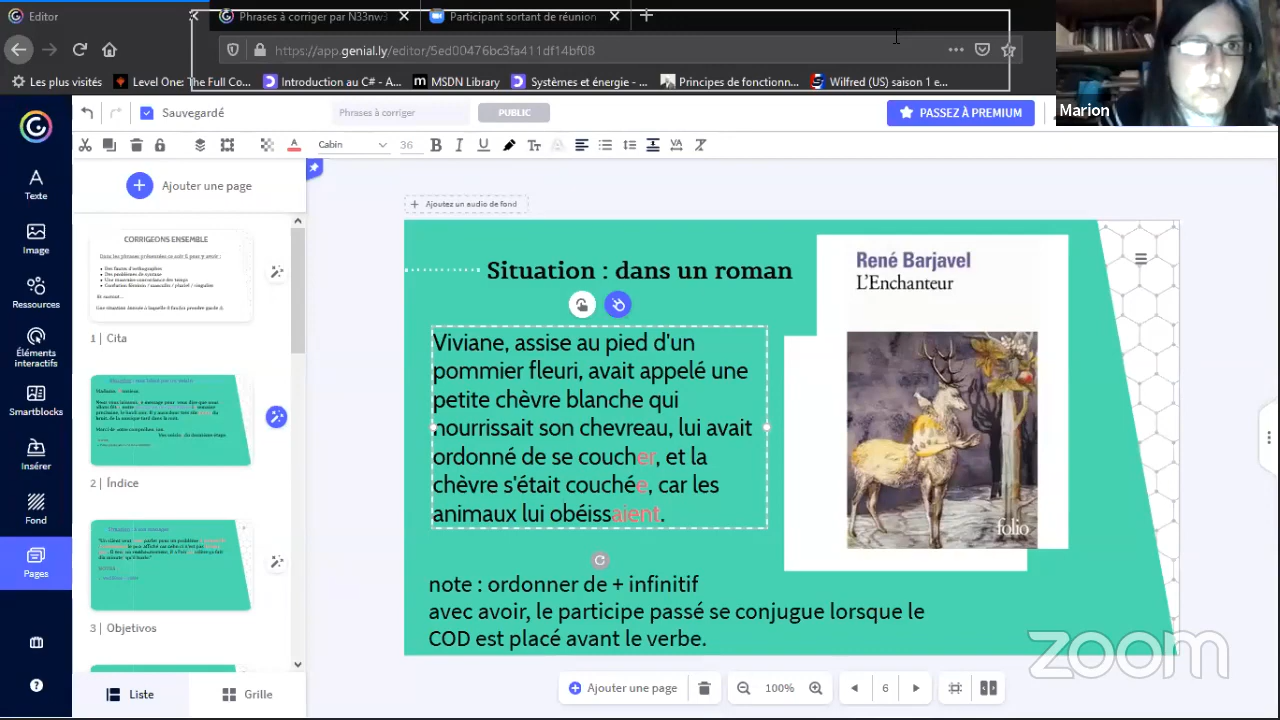 Editor
Phrases à corriger par N33nw3
Participant sortant de réunion
https://app.genial.ly/editor/5ed00476bc3fa411df14bf08
Les plus visités
Level One: The Full Co...
Introduction au C# - A...
MSDN Library
Systèmes et énergie - ...
Principes de fonctionn...
Wilfred (US) saison 1 e...
Marion
Sauvegardé
Phrases à corriger
PUBLIC
PASSEZ À PREMIUM
Cabin
36
Texte
Image
Ressources
Éléments
interactifs
Smartblocks
Insérer
Fond
Pages
Ajouter une page
CORRIGEONS ENSEMBLE
1 | Cita
2 | Índice
3 | Objetivos
Liste
Grille
Ajoutez un audio de fond
Situation : dans un roman
Viviane, assise au pied d'un
pommier fleuri, avait appelé une
petite chèvre blanche qui
nourrissait son chevreau, lui avait
ordonné de se coucher, et la
chèvre s'était couchée, car les
animaux lui obéissaient.
note : ordonner de + infinitif
avec avoir, le participe passé se conjugue lorsque le
COD est placé avant le verbe.
René Barjavel
L'Enchanteur
folio
zoom
Ajouter une page
100%
6